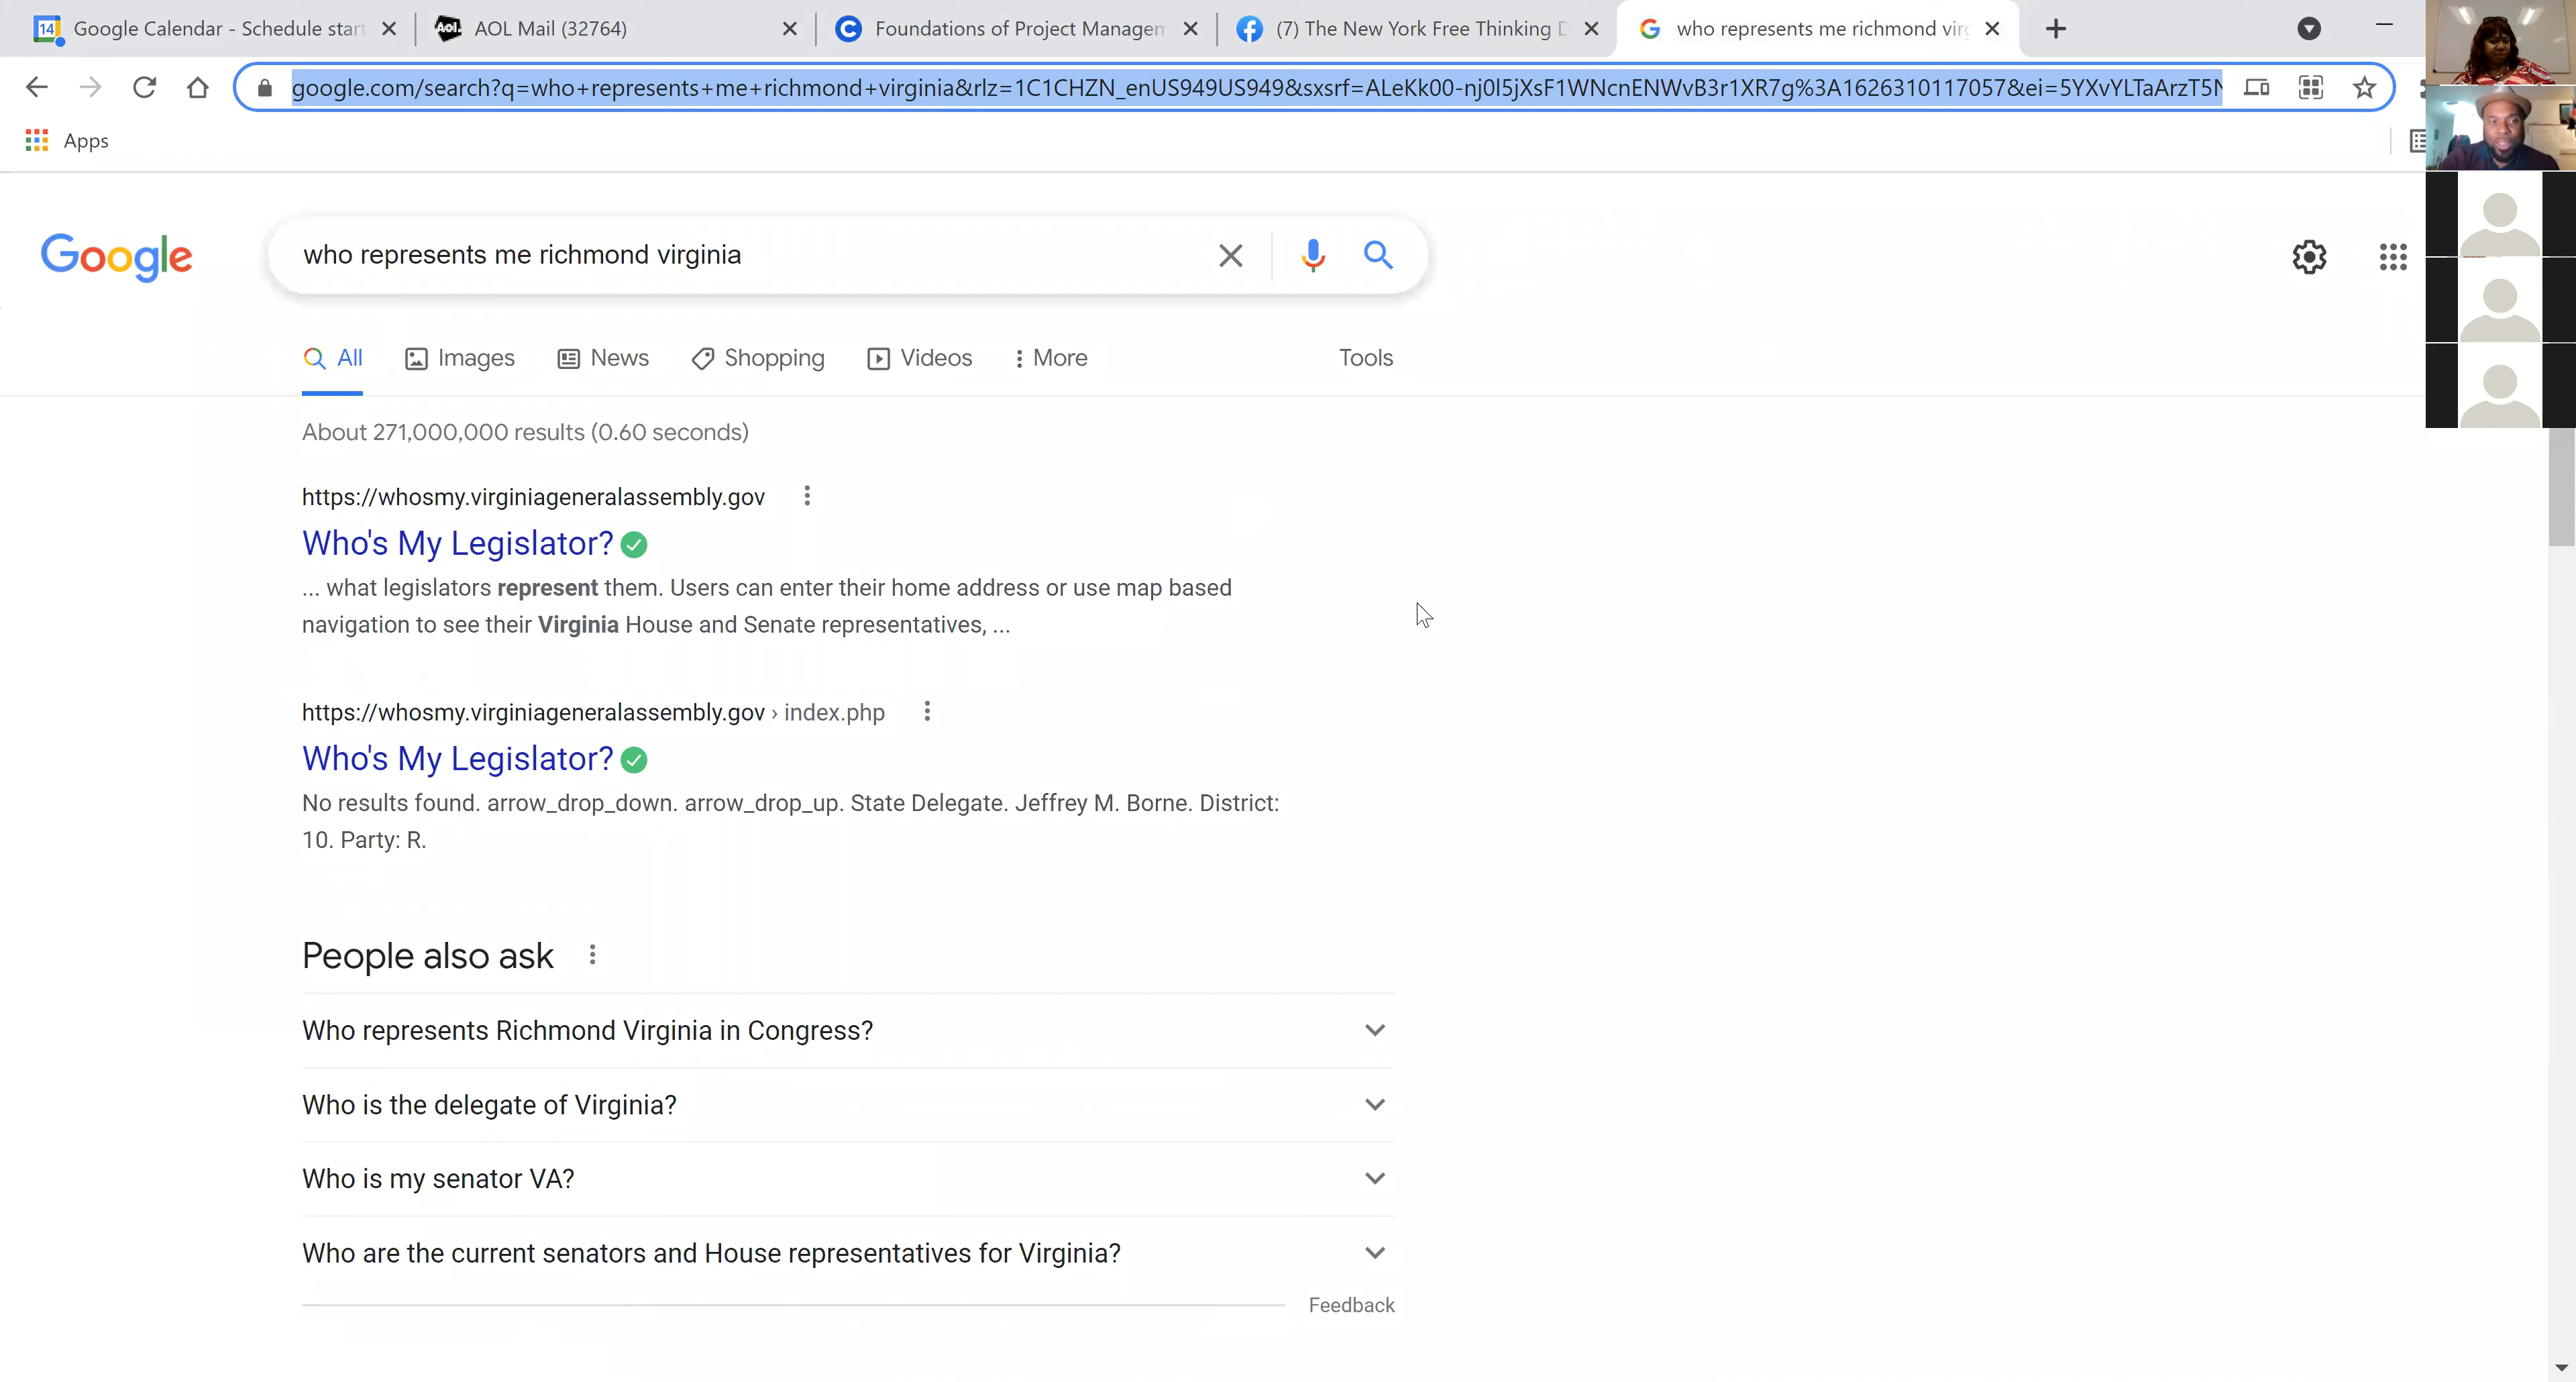 Google Calendar - Schedule start
AOL Mail (32764)
Foundations of Project Managem
(7) The New York Free Thinking D
who represents me richmond virg
google.com/search?q=who+represents+me+richmond+virginia&rlz=1C1CHZN_enUS949US949&sxsrf=ALeKk00-nj0l5jXsF1WNcnENWvB3r1XR7g%3A1626310117057&ei=5YXvYLTaArzT5N
Apps
Google
who represents me richmond virginia
All Images News Shopping Videos More Tools
About 271,000,000 results (0.60 seconds)
https://whosmy.virginiageneralassembly.gov
Who's My Legislator?
... what legislators represent them. Users can enter their home address or use map based
navigation to see their Virginia House and Senate representatives, ...
https://whosmy.virginiageneralassembly.gov › index.php
Who's My Legislator?
No results found. arrow_drop_down. arrow_drop_up. State Delegate. Jeffrey M. Borne. District:
10. Party: R.
People also ask
Who represents Richmond Virginia in Congress?
Who is the delegate of Virginia?
Who is my senator VA?
Who are the current senators and House representatives for Virginia?
Feedback